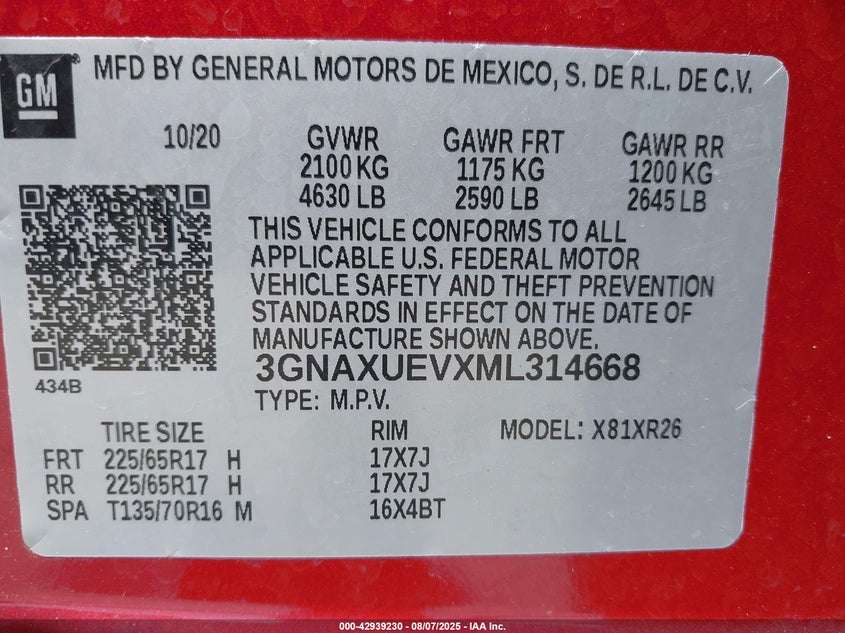 GM
MFD BY GENERAL MOTORS DE MEXICO, S. DE R.L. DE C.V.
10/20 GVWR GAWR FRT GAWR RR
2100 KG 1175 KG 1200 KG
4630 LB 2590 LB 2645 LB
THIS VEHICLE CONFORMS TO ALL
APPLICABLE U.S. FEDERAL MOTOR
VEHICLE SAFETY AND THEFT PREVENTION
STANDARDS IN EFFECT ON THE DATE OF
MANUFACTURE SHOWN ABOVE.
434B
3GNAXUEVXML314668
TYPE: M.P.V.
TIRE SIZE RIM MODEL: X81XR26
FRT 225/65R17 H 17X7J
RR 225/65R17 H 17X7J
SPA T135/70R16 M 16X4BT
000-42939230 - 08/07/2025 - IAA Inc.